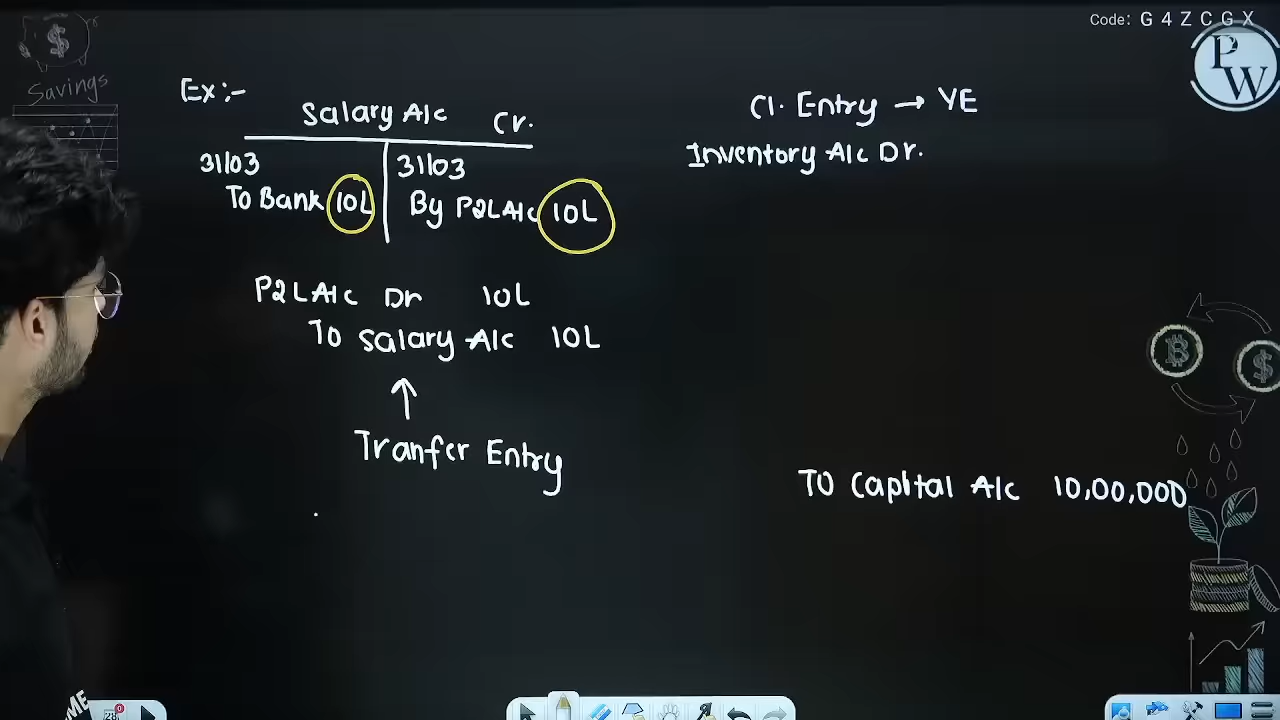 Code: G 4 Z C G X
PW
Savings
Ex:-
Salary A/c Cr.
31/03 31/03
To Bank 10L By P&L A/c 10L
P&L A/c Dr 10L
To Salary A/c 10L
Tranfer Entry
Cl. Entry → YE
Inventory A/c Dr.
To Capital A/c 10,00,000